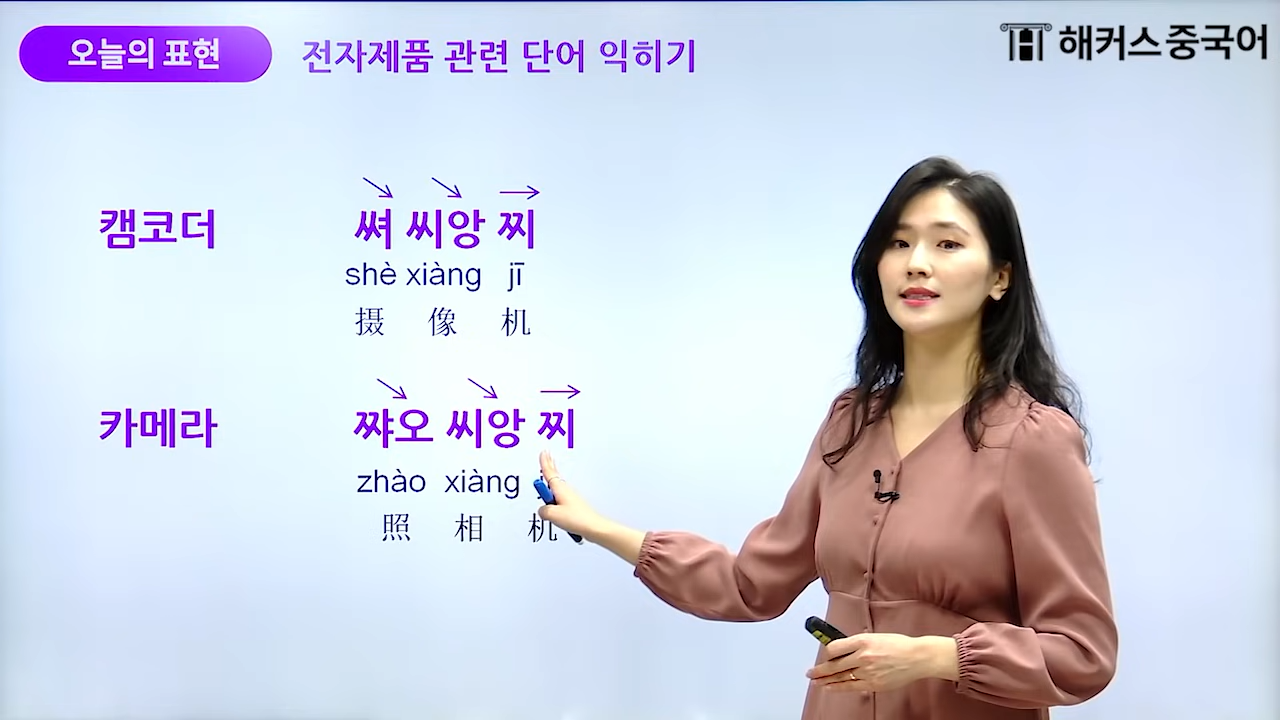 오늘의 표현 전자제품 관련 단어 익히기
해커스중국어
캠코더
쎠 씨앙 찌
shè xiàng jī
摄 像 机
카메라
쨔오 씨앙 찌
zhào xiàng
照 相 机